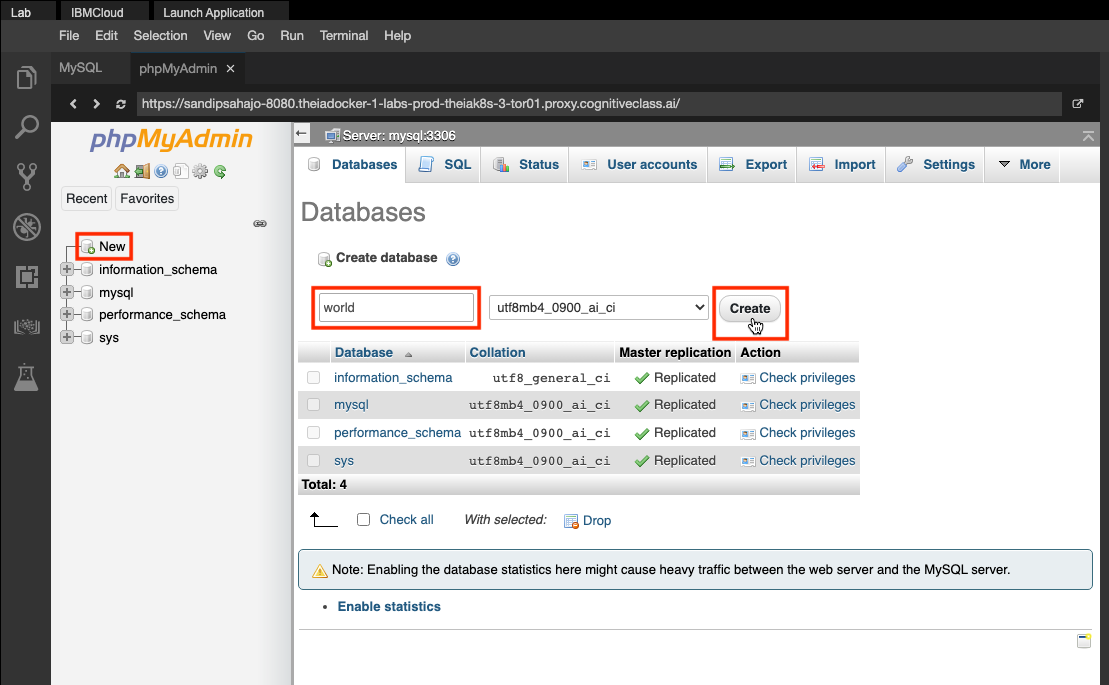 Lab IBMCloud Launch Application
File Edit Selection View Go Run Terminal Help
MySQL phpMyAdmin ×
https://sandipsahajo-8080.theiadocker-1-labs-prod-theiak8s-3-tor01.proxy.cognitiveclass.ai/
phpMyAdmin
Recent Favorites
New
information_schema
mysql
performance_schema
sys
Server: mysql:3306
Databases SQL Status User accounts Export Import Settings More
Databases
Create database
world utf8mb4_0900_ai_ci Create
Database Collation Master replication Action
information_schema utf8_general_ci Replicated Check privileges
mysql utf8mb4_0900_ai_ci Replicated Check privileges
performance_schema utf8mb4_0900_ai_ci Replicated Check privileges
sys utf8mb4_0900_ai_ci Replicated Check privileges
Total: 4
Check all With selected: Drop
Note: Enabling the database statistics here might cause heavy traffic between the web server and the MySQL server.
• Enable statistics